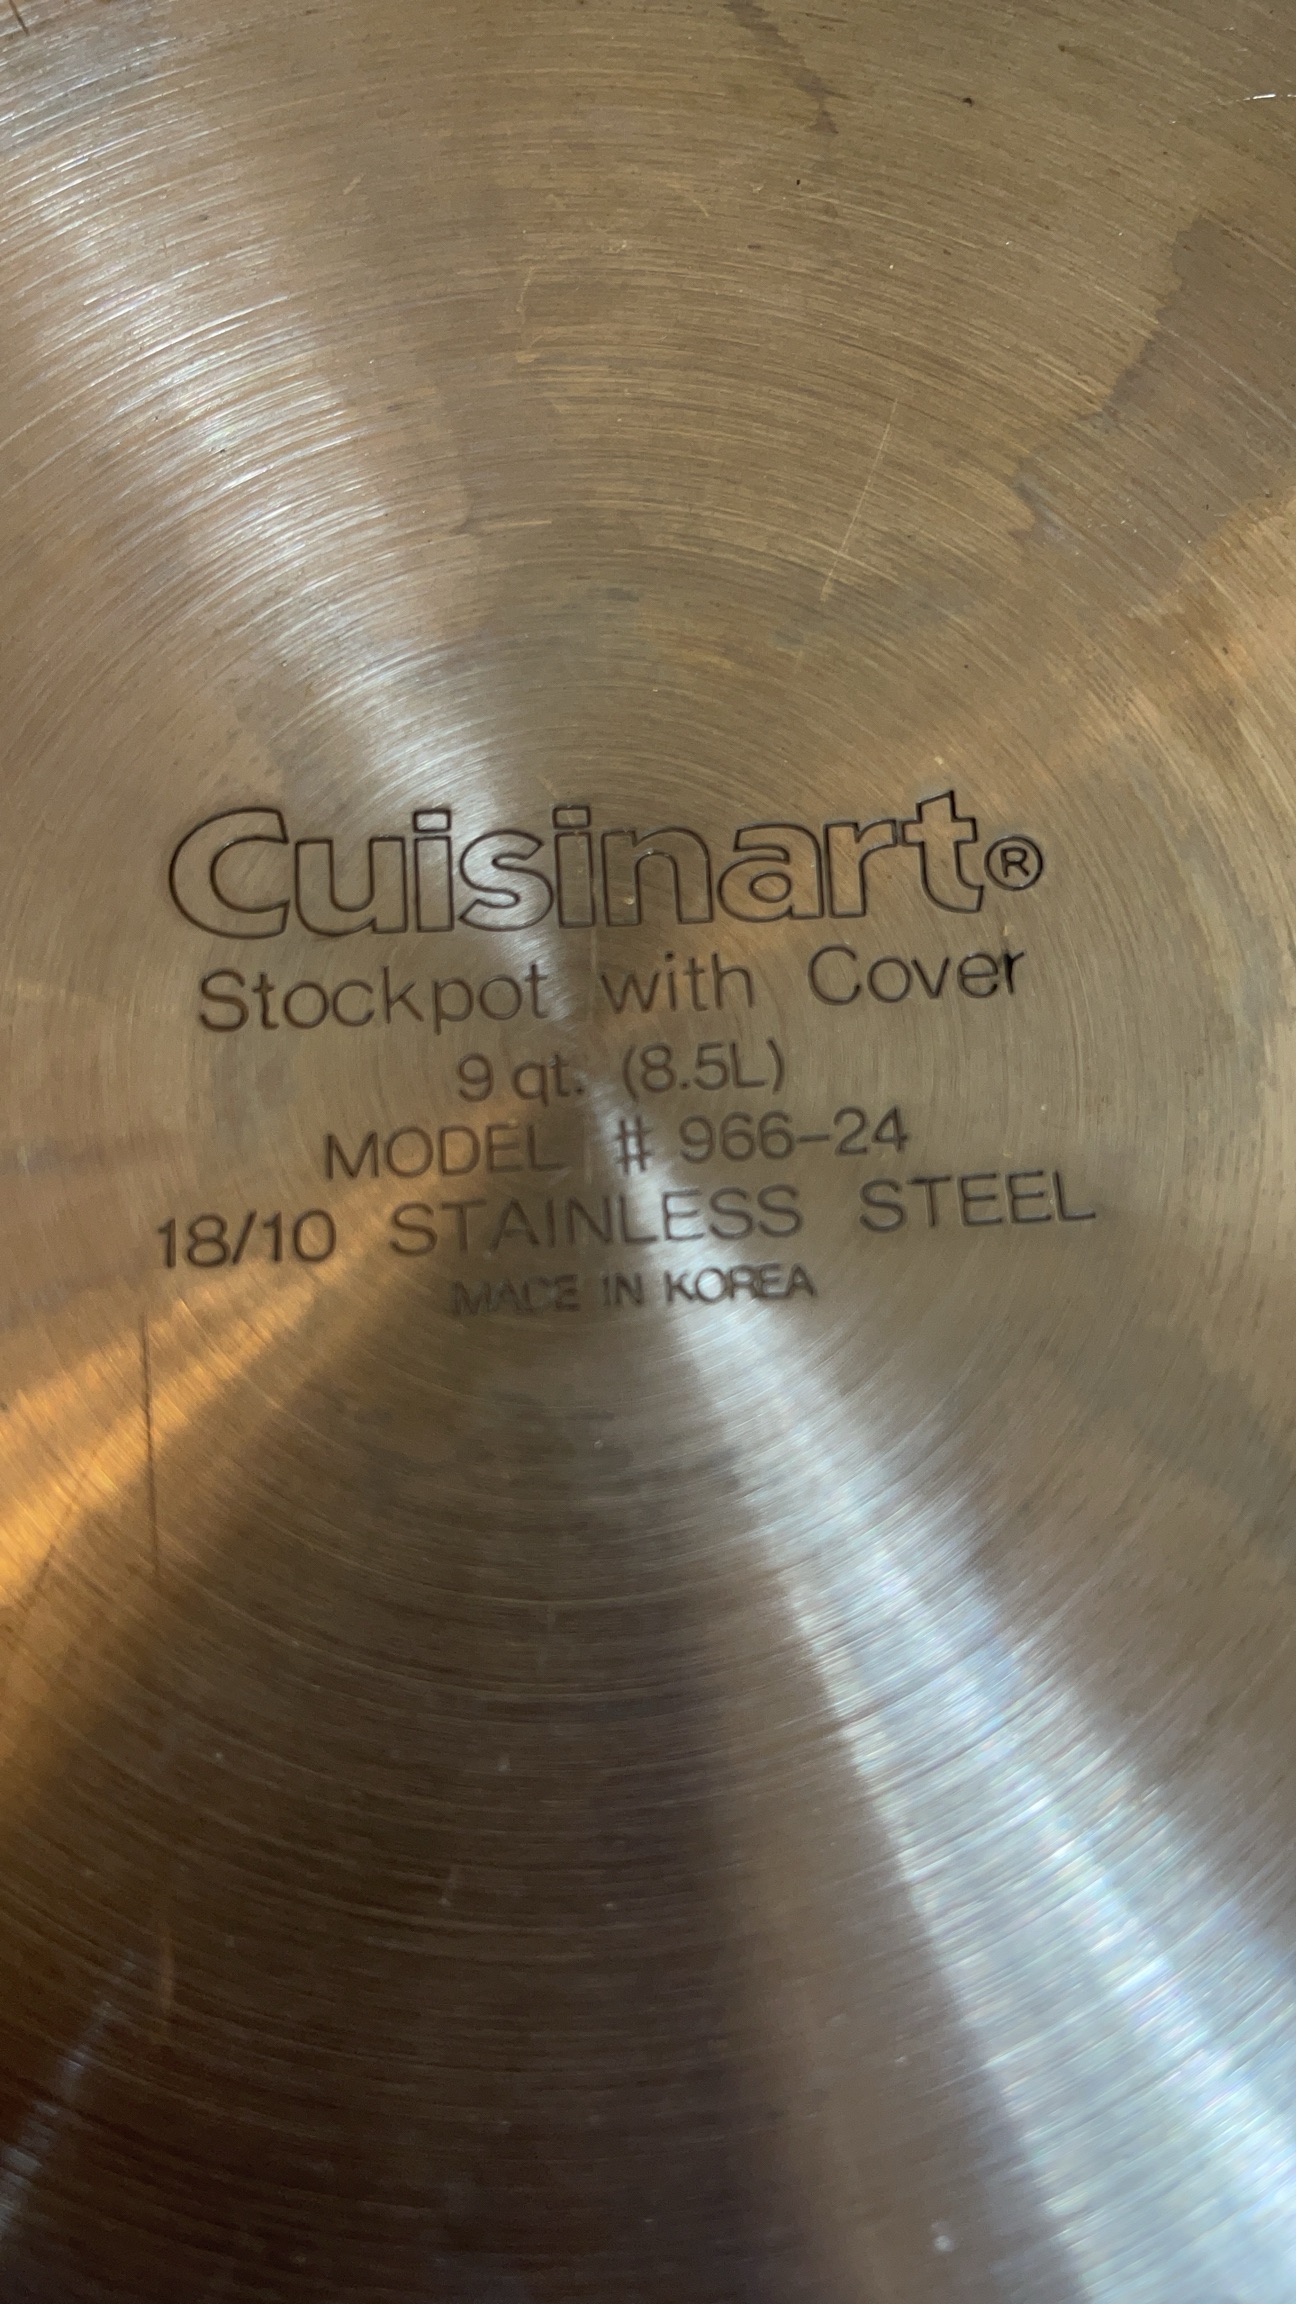 Cuisinart®
Stockpot with Cover
9 qt. (8.5L)
MODEL # 966-24
18/10 STAINLESS STEEL
MADE IN KOREA